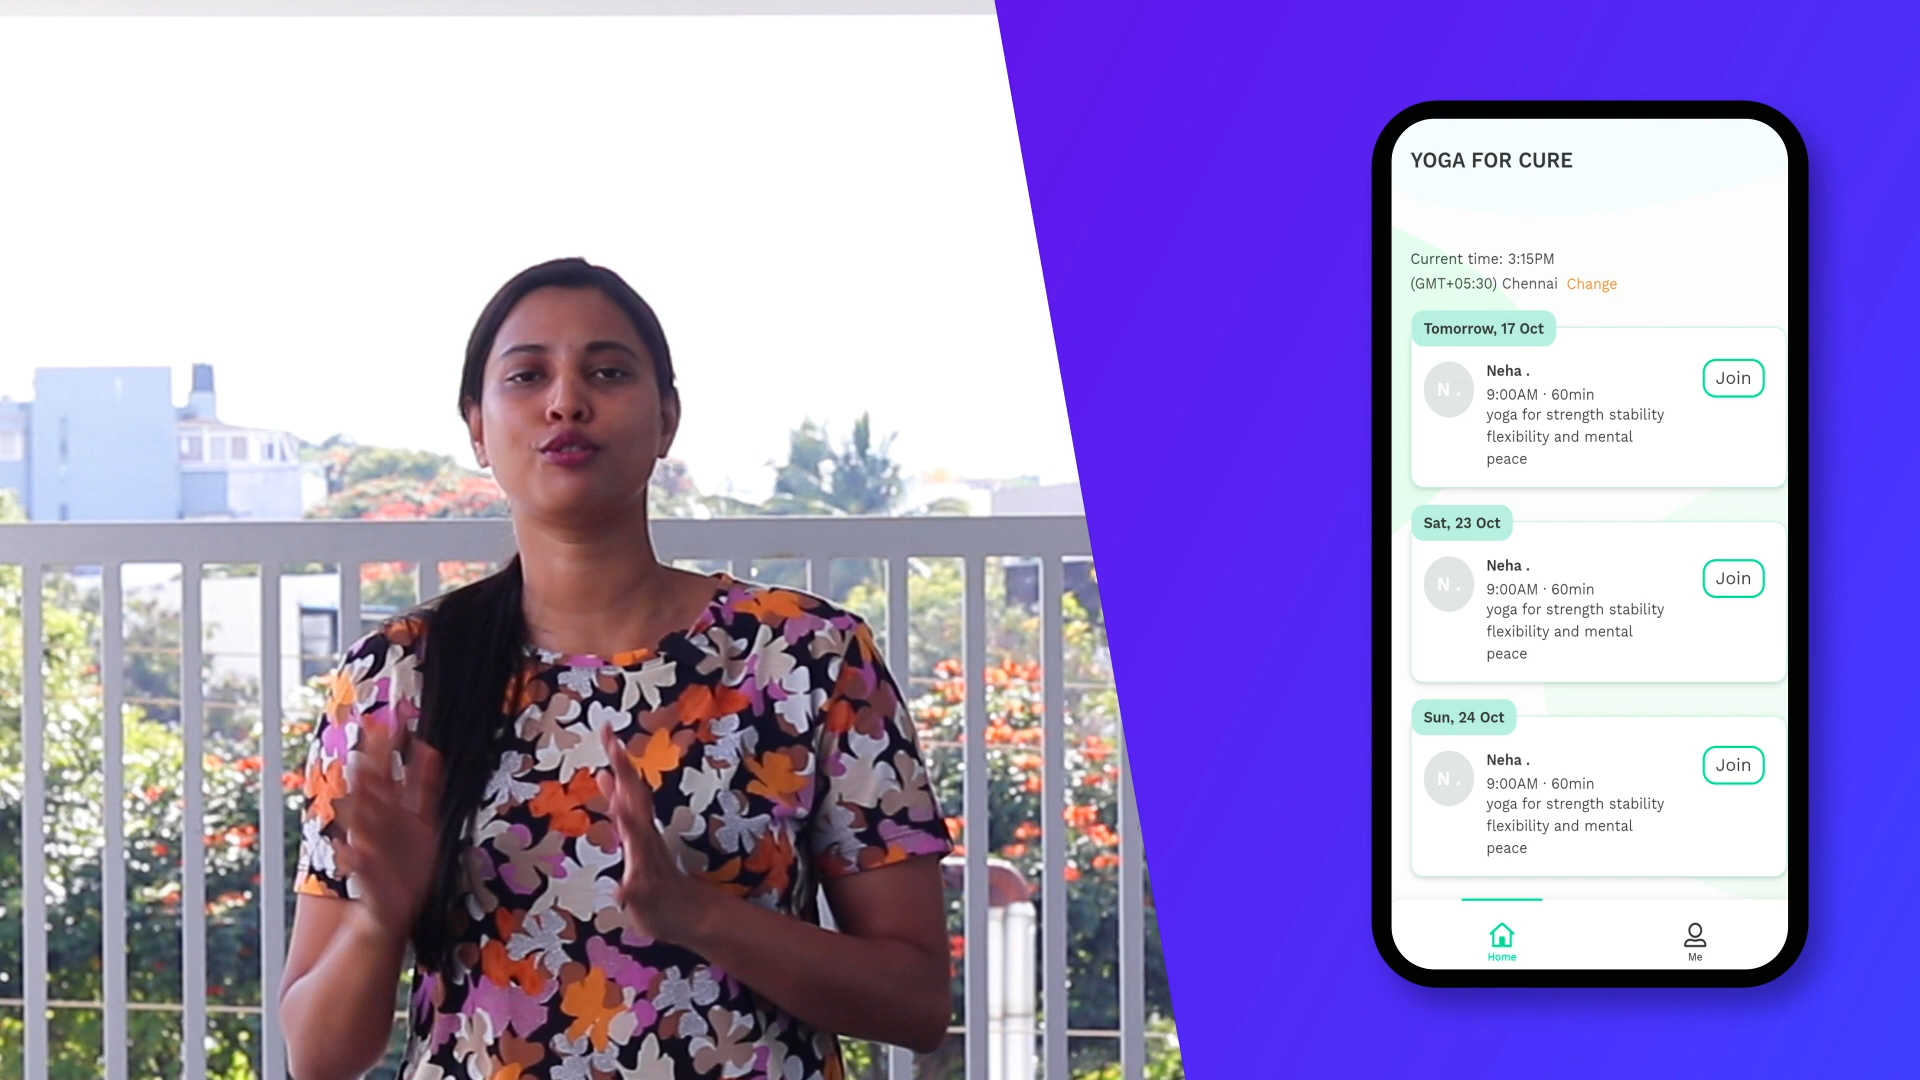 YOGA FOR CURE
Current time: 3:15PM
(GMT+05:30) Chennai Change
Tomorrow, 17 Oct
N .
Neha .
9:00AM · 60min
yoga for strength stability
flexibility and mental
peace
Join
Sat, 23 Oct
N .
Neha .
9:00AM · 60min
yoga for strength stability
flexibility and mental
peace
Join
Sun, 24 Oct
N .
Neha .
9:00AM · 60min
yoga for strength stability
flexibility and mental
peace
Join
Home
Me